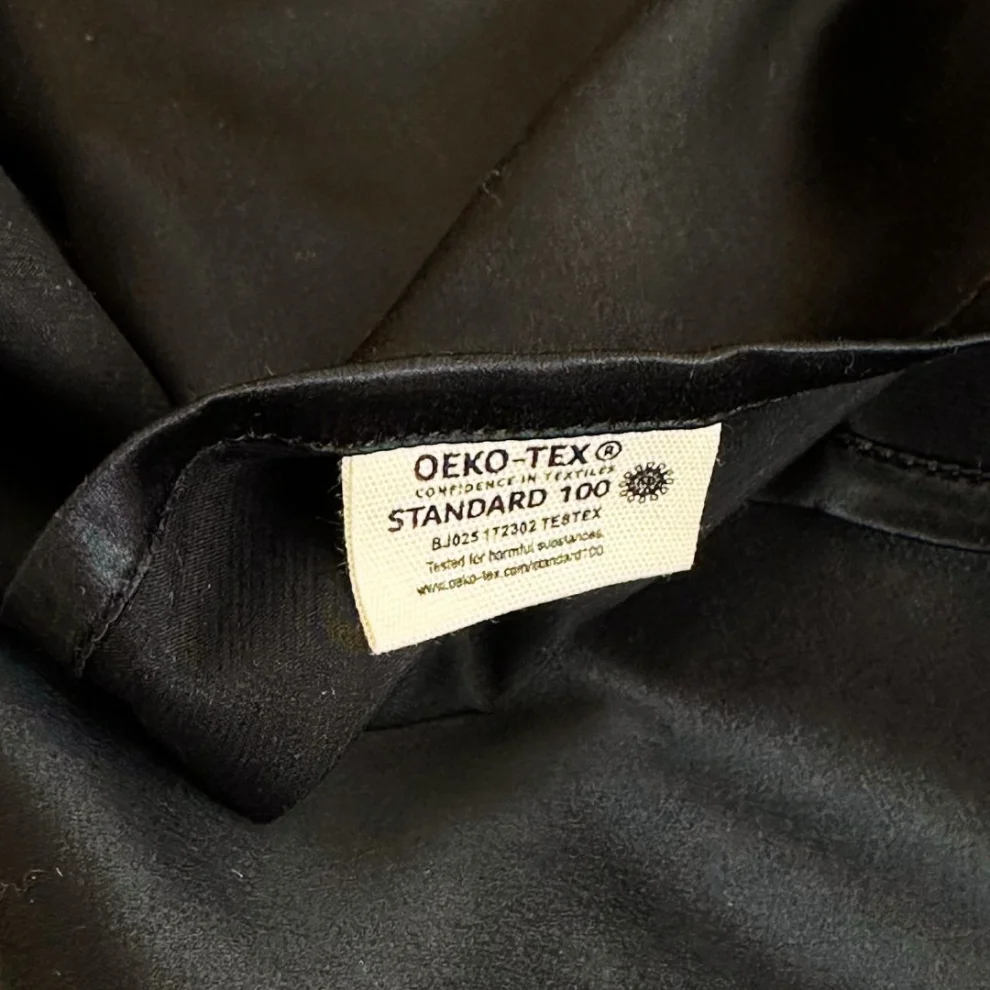 OEKO-TEX®
CONFIDENCE IN TEXTILES
STANDARD 100
BJ025 172302 TESTEX
Tested for harmful substances.
www.oeko-tex.com/standard100